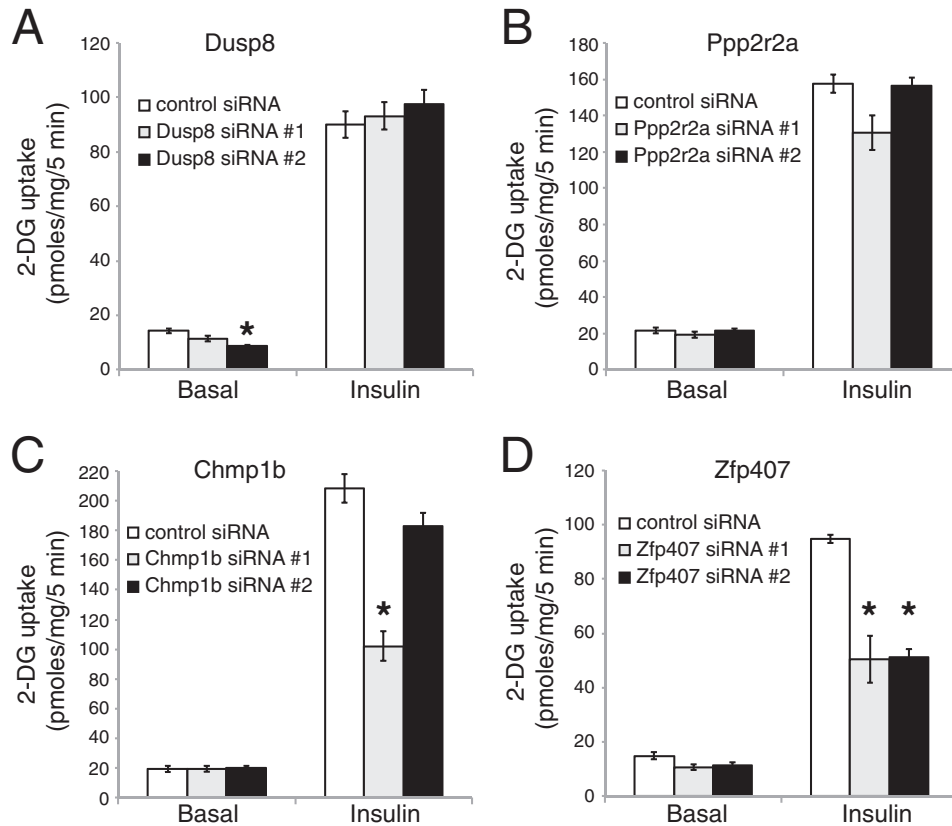 A
Dusp8
120
100
80
60
40
20
0
2-DG uptake
(pmoles/mg/5 min)
control siRNA
Dusp8 siRNA #1
Dusp8 siRNA #2
*
Basal
Insulin
B
Ppp2r2a
180
160
140
120
100
80
60
40
20
0
2-DG uptake
(pmoles/mg/5 min)
control siRNA
Ppp2r2a siRNA #1
Ppp2r2a siRNA #2
Basal
Insulin
C
Chmp1b
220
200
180
160
140
120
100
80
60
40
20
0
2-DG uptake
(pmoles/mg/5 min)
control siRNA
Chmp1b siRNA #1
Chmp1b siRNA #2
*
Basal
Insulin
D
Zfp407
120
100
80
60
40
20
0
2-DG uptake
(pmoles/mg/5 min)
control siRNA
Zfp407 siRNA #1
Zfp407 siRNA #2
* *
Basal
Insulin